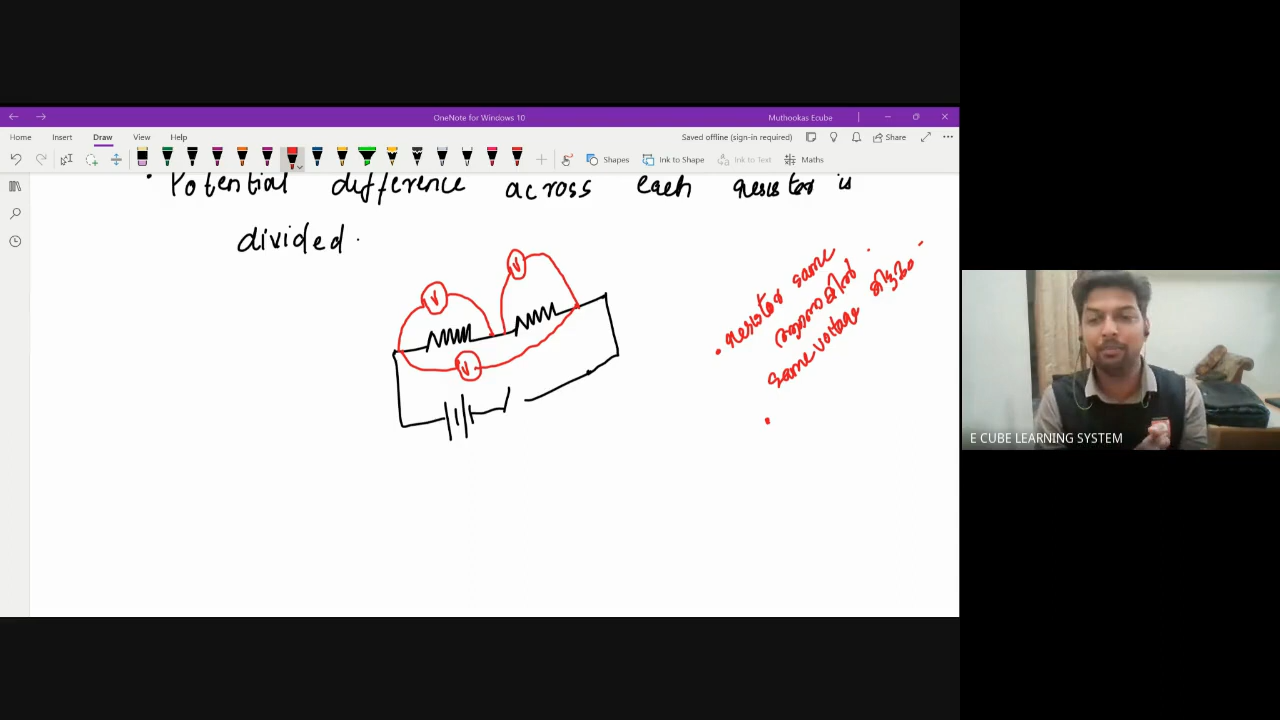 OneNote for Windows 10
Muthookas Ecube
Home Insert Draw View Help
Saved offline (sign-in required)
Share
Shapes
Ink to Shape
Ink to Text
Maths
Potential difference across each resistor is
divided.
V
V
V
resistor same
ആണെങ്കിൽ
same voltage കിട്ടും
E CUBE LEARNING SYSTEM